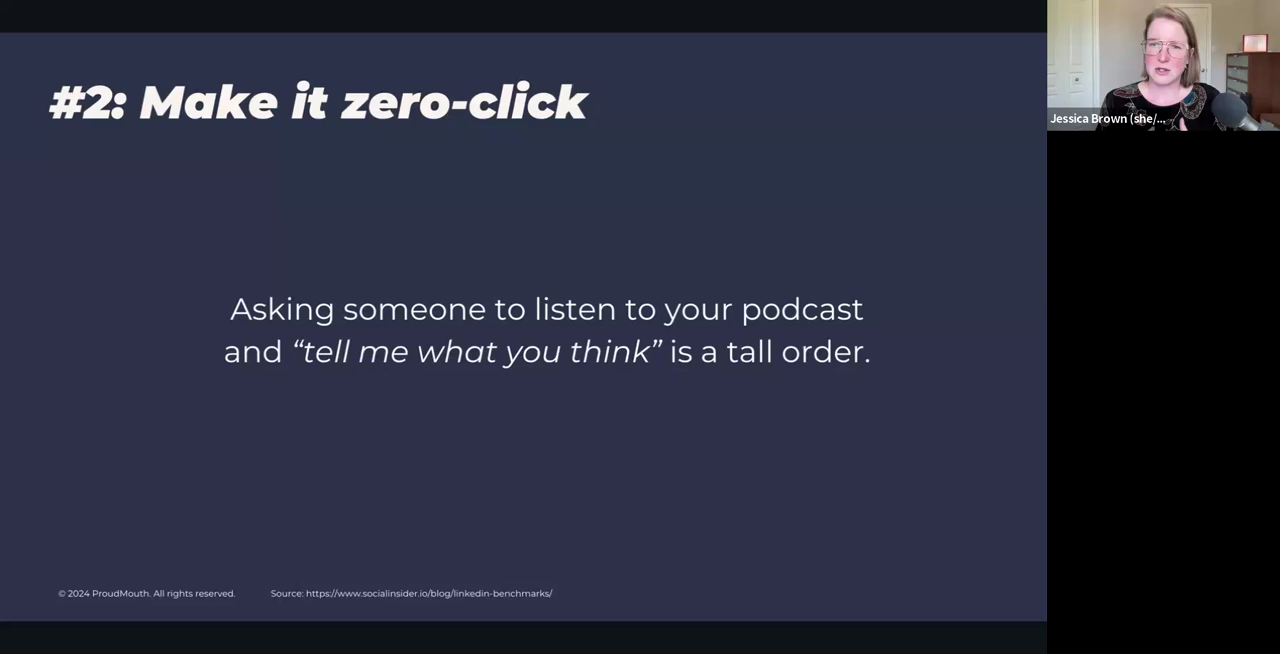 #2: Make it zero-click
Jessica Brown (she/...
Asking someone to listen to your podcast
and “tell me what you think” is a tall order.
© 2024 ProudMouth. All rights reserved.
Source: https://www.socialinsider.io/blog/linkedin-benchmarks/